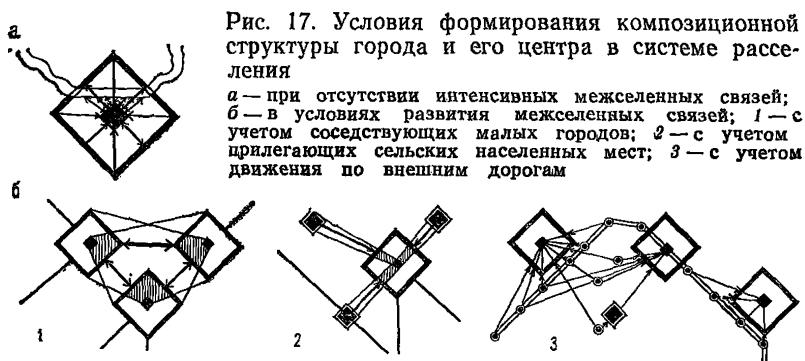 а
Рис. 17. Условия формирования композиционной
структуры города и его центра в системе рассе-
ления
а — при отсутствии интенсивных межселенных связей;
б — в условиях развития межселенных связей; 1 — с
учетом соседствующих малых городов; 2 — с учетом
прилегающих сельских населенных мест; 3 — с учетом
движения по внешним дорогам
б
1
2
3